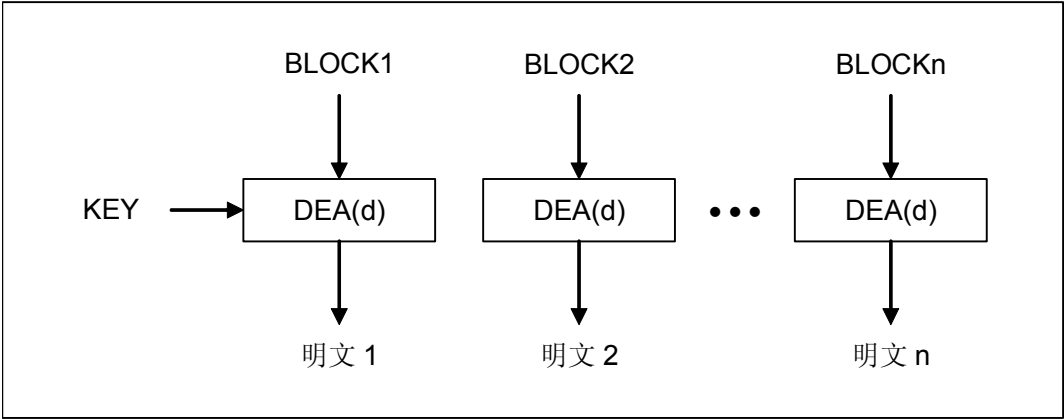 BLOCK1 BLOCK2 BLOCKn
KEY DEA(d) DEA(d) DEA(d)
明文 1 明文 2 明文 n